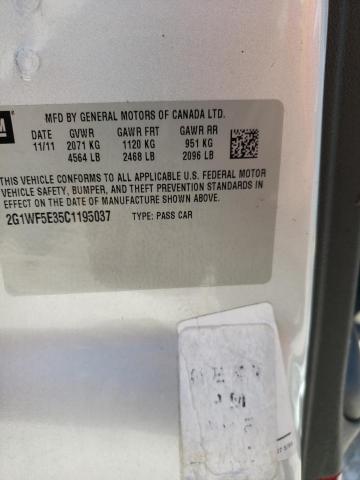 MFD BY GENERAL MOTORS OF CANADA LTD.
DATE GVWR GAWR FRT GAWR RR
11/11 2071 KG 1120 KG 951 KG
4564 LB 2468 LB 2096 LB
THIS VEHICLE CONFORMS TO ALL APPLICABLE U.S. FEDERAL MOTOR
VEHICLE SAFETY, BUMPER, AND THEFT PREVENTION STANDARDS IN
EFFECT ON THE DATE OF MANUFACTURE SHOWN ABOVE.
2G1WF5E35C1195037 TYPE: PASS CAR